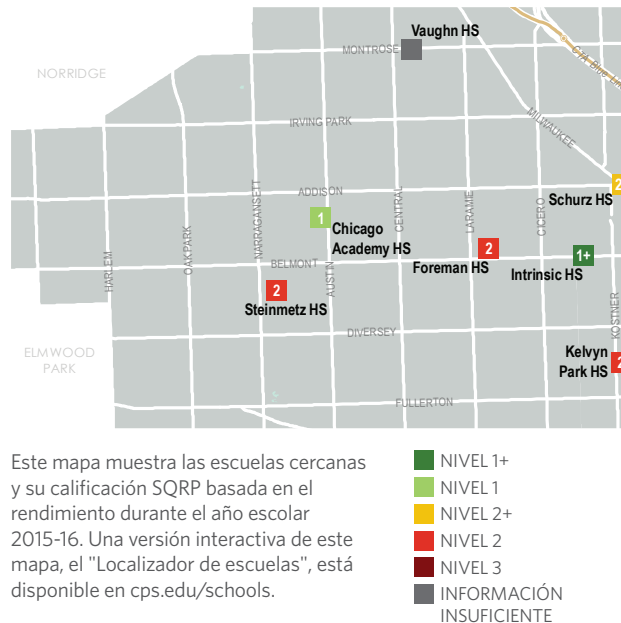 Vaughn HS
MONTROSE
CTA Blue Line
NORRIDGE
MILWAUKEE
IRVING PARK
ADDISON
2
Schurz HS
NARRAGANSETT
CENTRAL
LARAMIE
CICERO
1
Chicago
Academy HS
OAK PARK
HARLEM
BELMONT
AUSTIN
2
Foreman HS
1+
Intrinsic HS
2
Steinmetz HS
KOSTNER
DIVERSEY
ELMWOOD
PARK
Kelvyn
Park HS
2
FULLERTON
Este mapa muestra las escuelas cercanas
y su calificación SQRP basada en el
rendimiento durante el año escolar
2015-16. Una versión interactiva de este
mapa, el "Localizador de escuelas", está
disponible en cps.edu/schools.
NIVEL 1+
NIVEL 1
NIVEL 2+
NIVEL 2
NIVEL 3
INFORMACIÓN
INSUFICIENTE